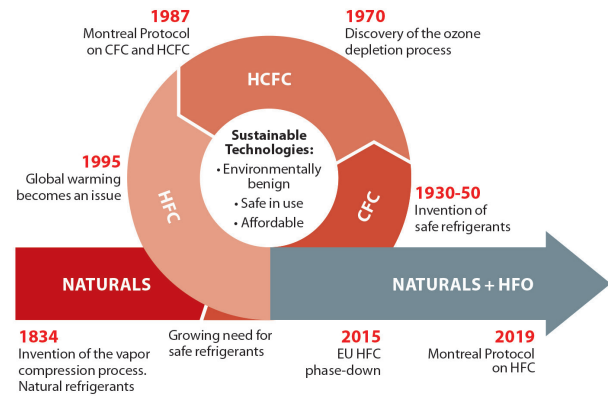 1987
Montreal Protocol
on CFC and HCFC
1970
Discovery of the ozone
depletion process
HCFC
Sustainable
Technologies:
• Environmentally
benign
• Safe in use
• Affordable
1995
Global warming
becomes an issue
HFC
CFC
1930-50
Invention of
safe refrigerants
NATURALS
NATURALS + HFO
1834
Invention of the vapor
compression process.
Natural refrigerants
Growing need for
safe refrigerants
2015
EU HFC
phase-down
2019
Montreal Protocol
on HFC